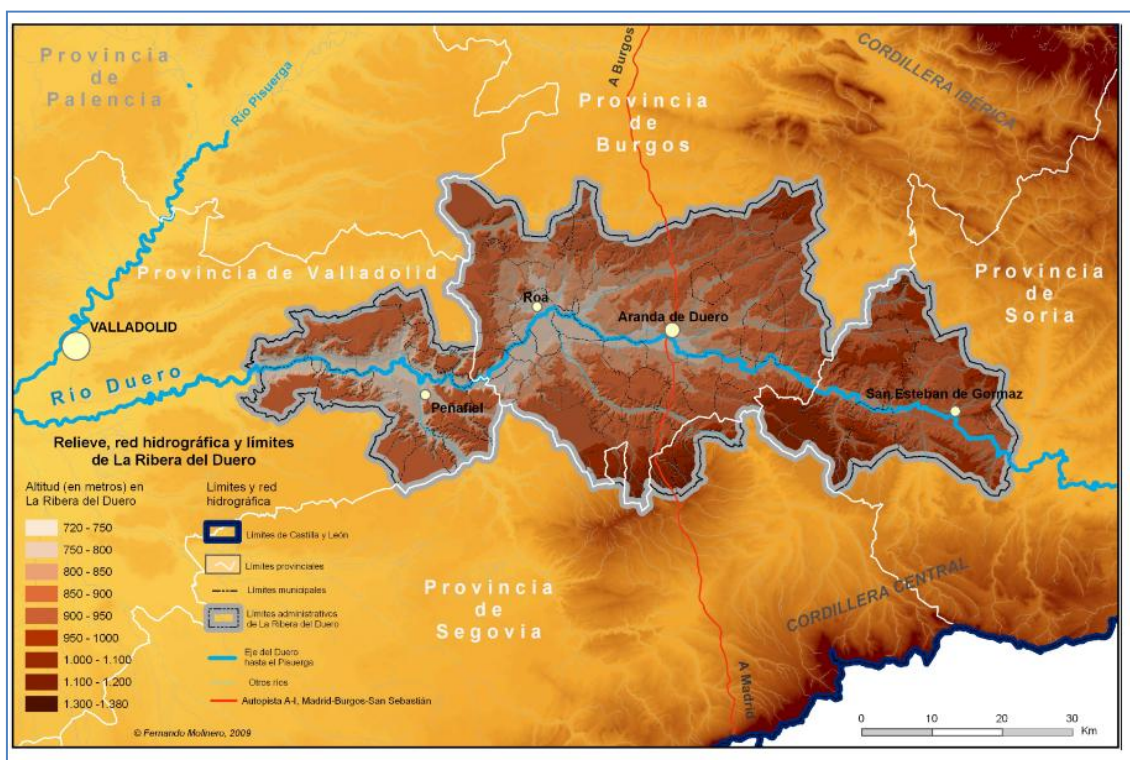 Provincia
de
Palencia
Río Pisuerga
A Burgos
Provincia
de
Burgos
CORDILLERA IBÉRICA
Provincia de Valladolid
Provincia
de
Soria
VALLADOLID
Río Duero
Roa
Aranda de Duero
Peñafiel
San Esteban de Gormaz
Relieve, red hidrográfica y límites
de La Ribera del Duero
Altitud (en metros) en
La Ribera del Duero
720 - 750
750 - 800
800 - 850
850 - 900
900 - 950
950 - 1000
1.000 - 1.100
1.100 - 1.200
1.300 - 1.380
Límites y red
hidrográfica
Límites de Castilla y León
Límites provinciales
Límites municipales
Límites administrativos
de La Ribera del Duero
Eje del Duero
hasta el Pisuerga
Otros ríos
Autopista A-I, Madrid-Burgos-San Sebastián
Provincia
de
Segovia
CORDILLERA CENTRAL
A Madrid
0 10 20 30
Km
© Fernando Molinero, 2009